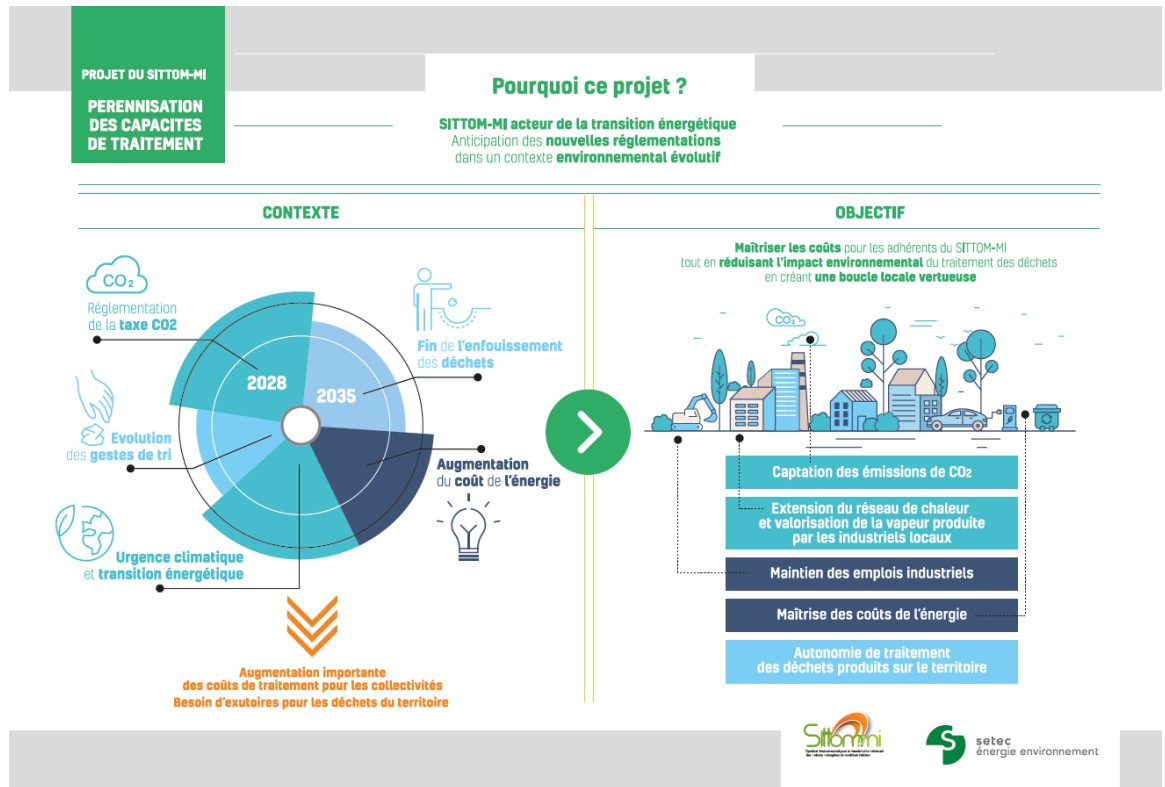 PROJET DU SITTOM-MI
PERENNISATION
DES CAPACITES
DE TRAITEMENT
Pourquoi ce projet ?
SITTOM-MI acteur de la transition énergétique
Anticipation des nouvelles réglementations
dans un contexte environnemental évolutif
CONTEXTE
CO2
Réglementation
de la taxe CO2
2028
2035
Fin de l'enfouissement
des déchets
Evolution
des gestes de tri
Augmentation
du coût de l'énergie
Urgence climatique
et transition énergétique
Augmentation importante
des coûts de traitement pour les collectivités
Besoin d'exutoires pour les déchets du territoire
OBJECTIF
Maîtriser les coûts pour les adhérents du SITTOM-MI
tout en réduisant l'impact environnemental du traitement des déchets
en créant une boucle locale vertueuse
CO2
Captation des émissions de CO2
Extension du réseau de chaleur
et valorisation de la vapeur produite
par les industriels locaux
Maintien des emplois industriels
Maîtrise des coûts de l'énergie
Autonomie de traitement
des déchets produits sur le territoire
Sittommi
setec
énergie environnement